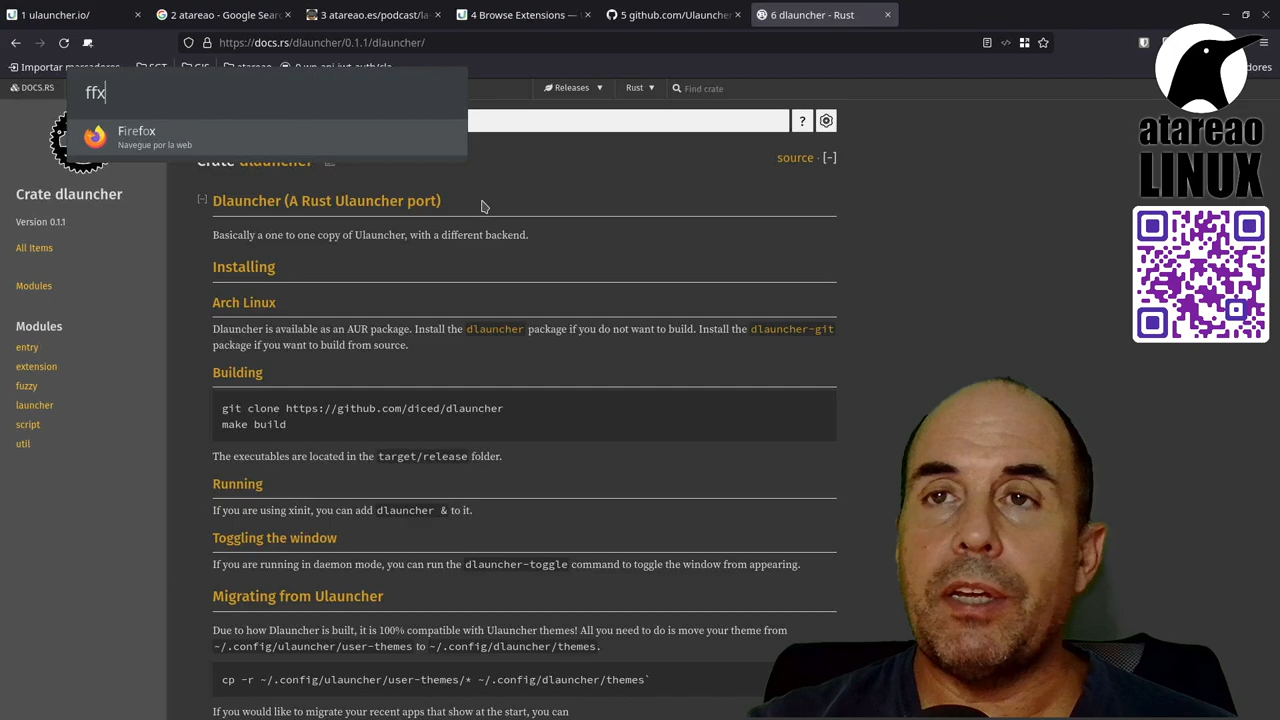 1 ulauncher.io/
2 atareao - Google Sear
3 atareao.es/podcast/la
4 Browse Extensions —
5 github.com/Ulauncher
6 dlauncher - Rust
https://docs.rs/dlauncher/0.1.1/dlauncher/
DOCS.RS
Releases
Rust
Find crate
ffx
Firefox
Navegue por la web
?
source · [-]
Crate dlauncher
Version 0.1.1
All Items
Modules
Modules
entry
extension
fuzzy
launcher
script
util
Crate dlauncher
[-] Dlauncher (A Rust Ulauncher port)
Basically a one to one copy of Ulauncher, with a different backend.
Installing
Arch Linux
Dlauncher is available as an AUR package. Install the dlauncher package if you do not want to build. Install the dlauncher-git
package if you want to build from source.
Building
git clone https://github.com/diced/dlauncher
make build
The executables are located in the target/release folder.
Running
If you are using xinit, you can add dlauncher & to it.
Toggling the window
If you are running in daemon mode, you can run the dlauncher-toggle command to toggle the window from appearing.
Migrating from Ulauncher
Due to how Dlauncher is built, it is 100% compatible with Ulauncher themes! All you need to do is move your theme from
~/.config/ulauncher/user-themes to ~/.config/dlauncher/themes.
cp -r ~/.config/ulauncher/user-themes/* ~/.config/dlauncher/themes`
If you would like to migrate your recent apps that show at the start, you can
atareao
LINUX